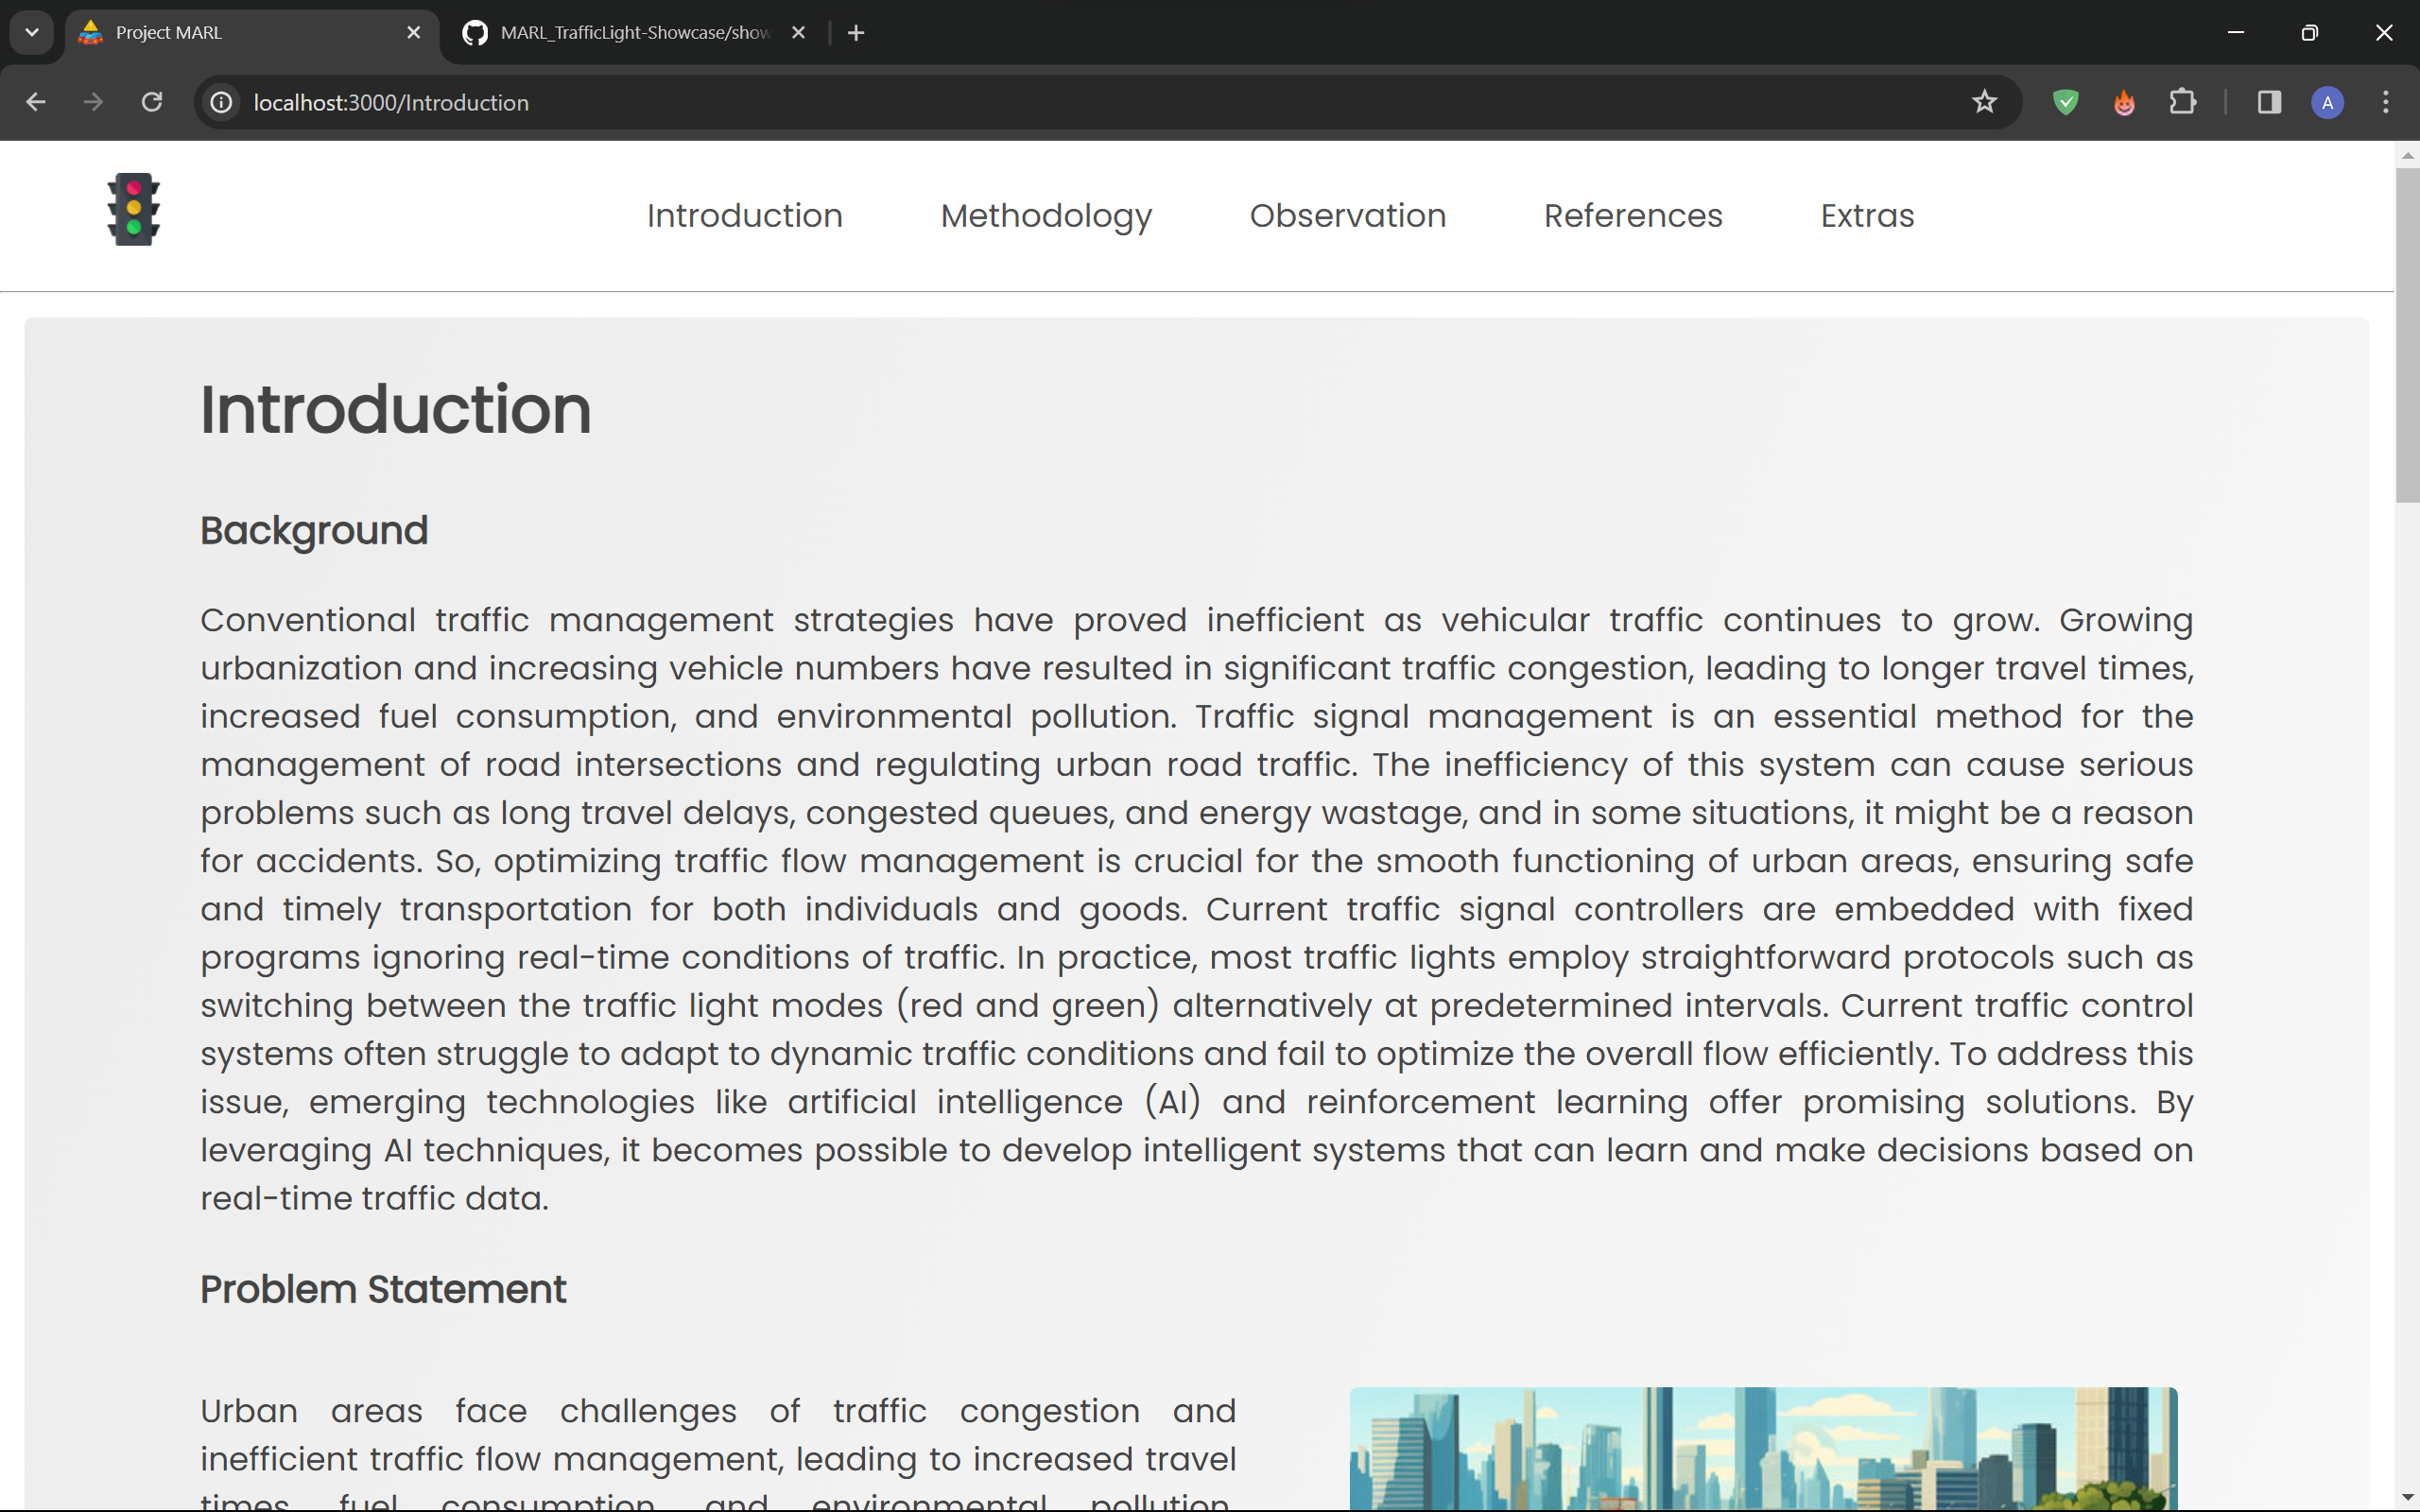 Project MARL
MARL_TrafficLight-Showcase/show
localhost:3000/Introduction
A
Introduction Methodology Observation References Extras
Introduction
Background
Conventional traffic management strategies have proved inefficient as vehicular traffic continues to grow. Growing
urbanization and increasing vehicle numbers have resulted in significant traffic congestion, leading to longer travel times,
increased fuel consumption, and environmental pollution. Traffic signal management is an essential method for the
management of road intersections and regulating urban road traffic. The inefficiency of this system can cause serious
problems such as long travel delays, congested queues, and energy wastage, and in some situations, it might be a reason
for accidents. So, optimizing traffic flow management is crucial for the smooth functioning of urban areas, ensuring safe
and timely transportation for both individuals and goods. Current traffic signal controllers are embedded with fixed
programs ignoring real-time conditions of traffic. In practice, most traffic lights employ straightforward protocols such as
switching between the traffic light modes (red and green) alternatively at predetermined intervals. Current traffic control
systems often struggle to adapt to dynamic traffic conditions and fail to optimize the overall flow efficiently. To address this
issue, emerging technologies like artificial intelligence (AI) and reinforcement learning offer promising solutions. By
leveraging AI techniques, it becomes possible to develop intelligent systems that can learn and make decisions based on
real-time traffic data.
Problem Statement
Urban areas face challenges of traffic congestion and
inefficient traffic flow management, leading to increased travel
times, fuel consumption, and environmental pollution.